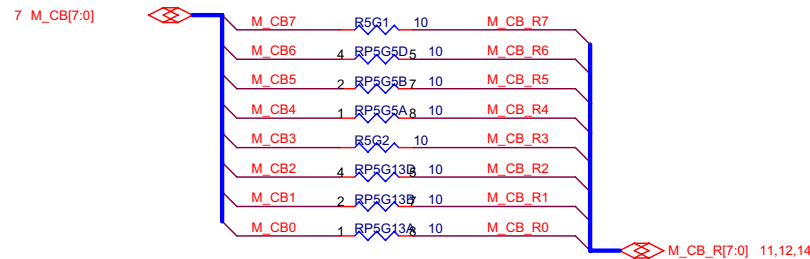 7 M_CB[7:0]
M_CB7 R5G1 10 M_CB_R7
M_CB6 4 RP5G5D 5 10 M_CB_R6
M_CB5 2 RP5G5B 7 10 M_CB_R5
M_CB4 1 RP5G5A 8 10 M_CB_R4
M_CB3 R5G2 10 M_CB_R3
M_CB2 4 RP5G13D 5 10 M_CB_R2
M_CB1 2 RP5G13B 7 10 M_CB_R1
M_CB0 1 RP5G13A 8 10 M_CB_R0
M_CB_R[7:0] 11,12,14